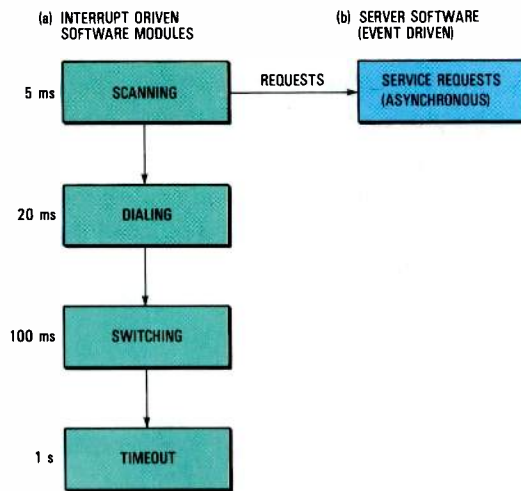 (a) INTERRUPT DRIVEN
SOFTWARE MODULES
(b) SERVER SOFTWARE
(EVENT DRIVEN)
5 ms
SCANNING
REQUESTS
SERVICE REQUESTS
(ASYNCHRONOUS)
20 ms
DIALING
100 ms
SWITCHING
1 s
TIMEOUT